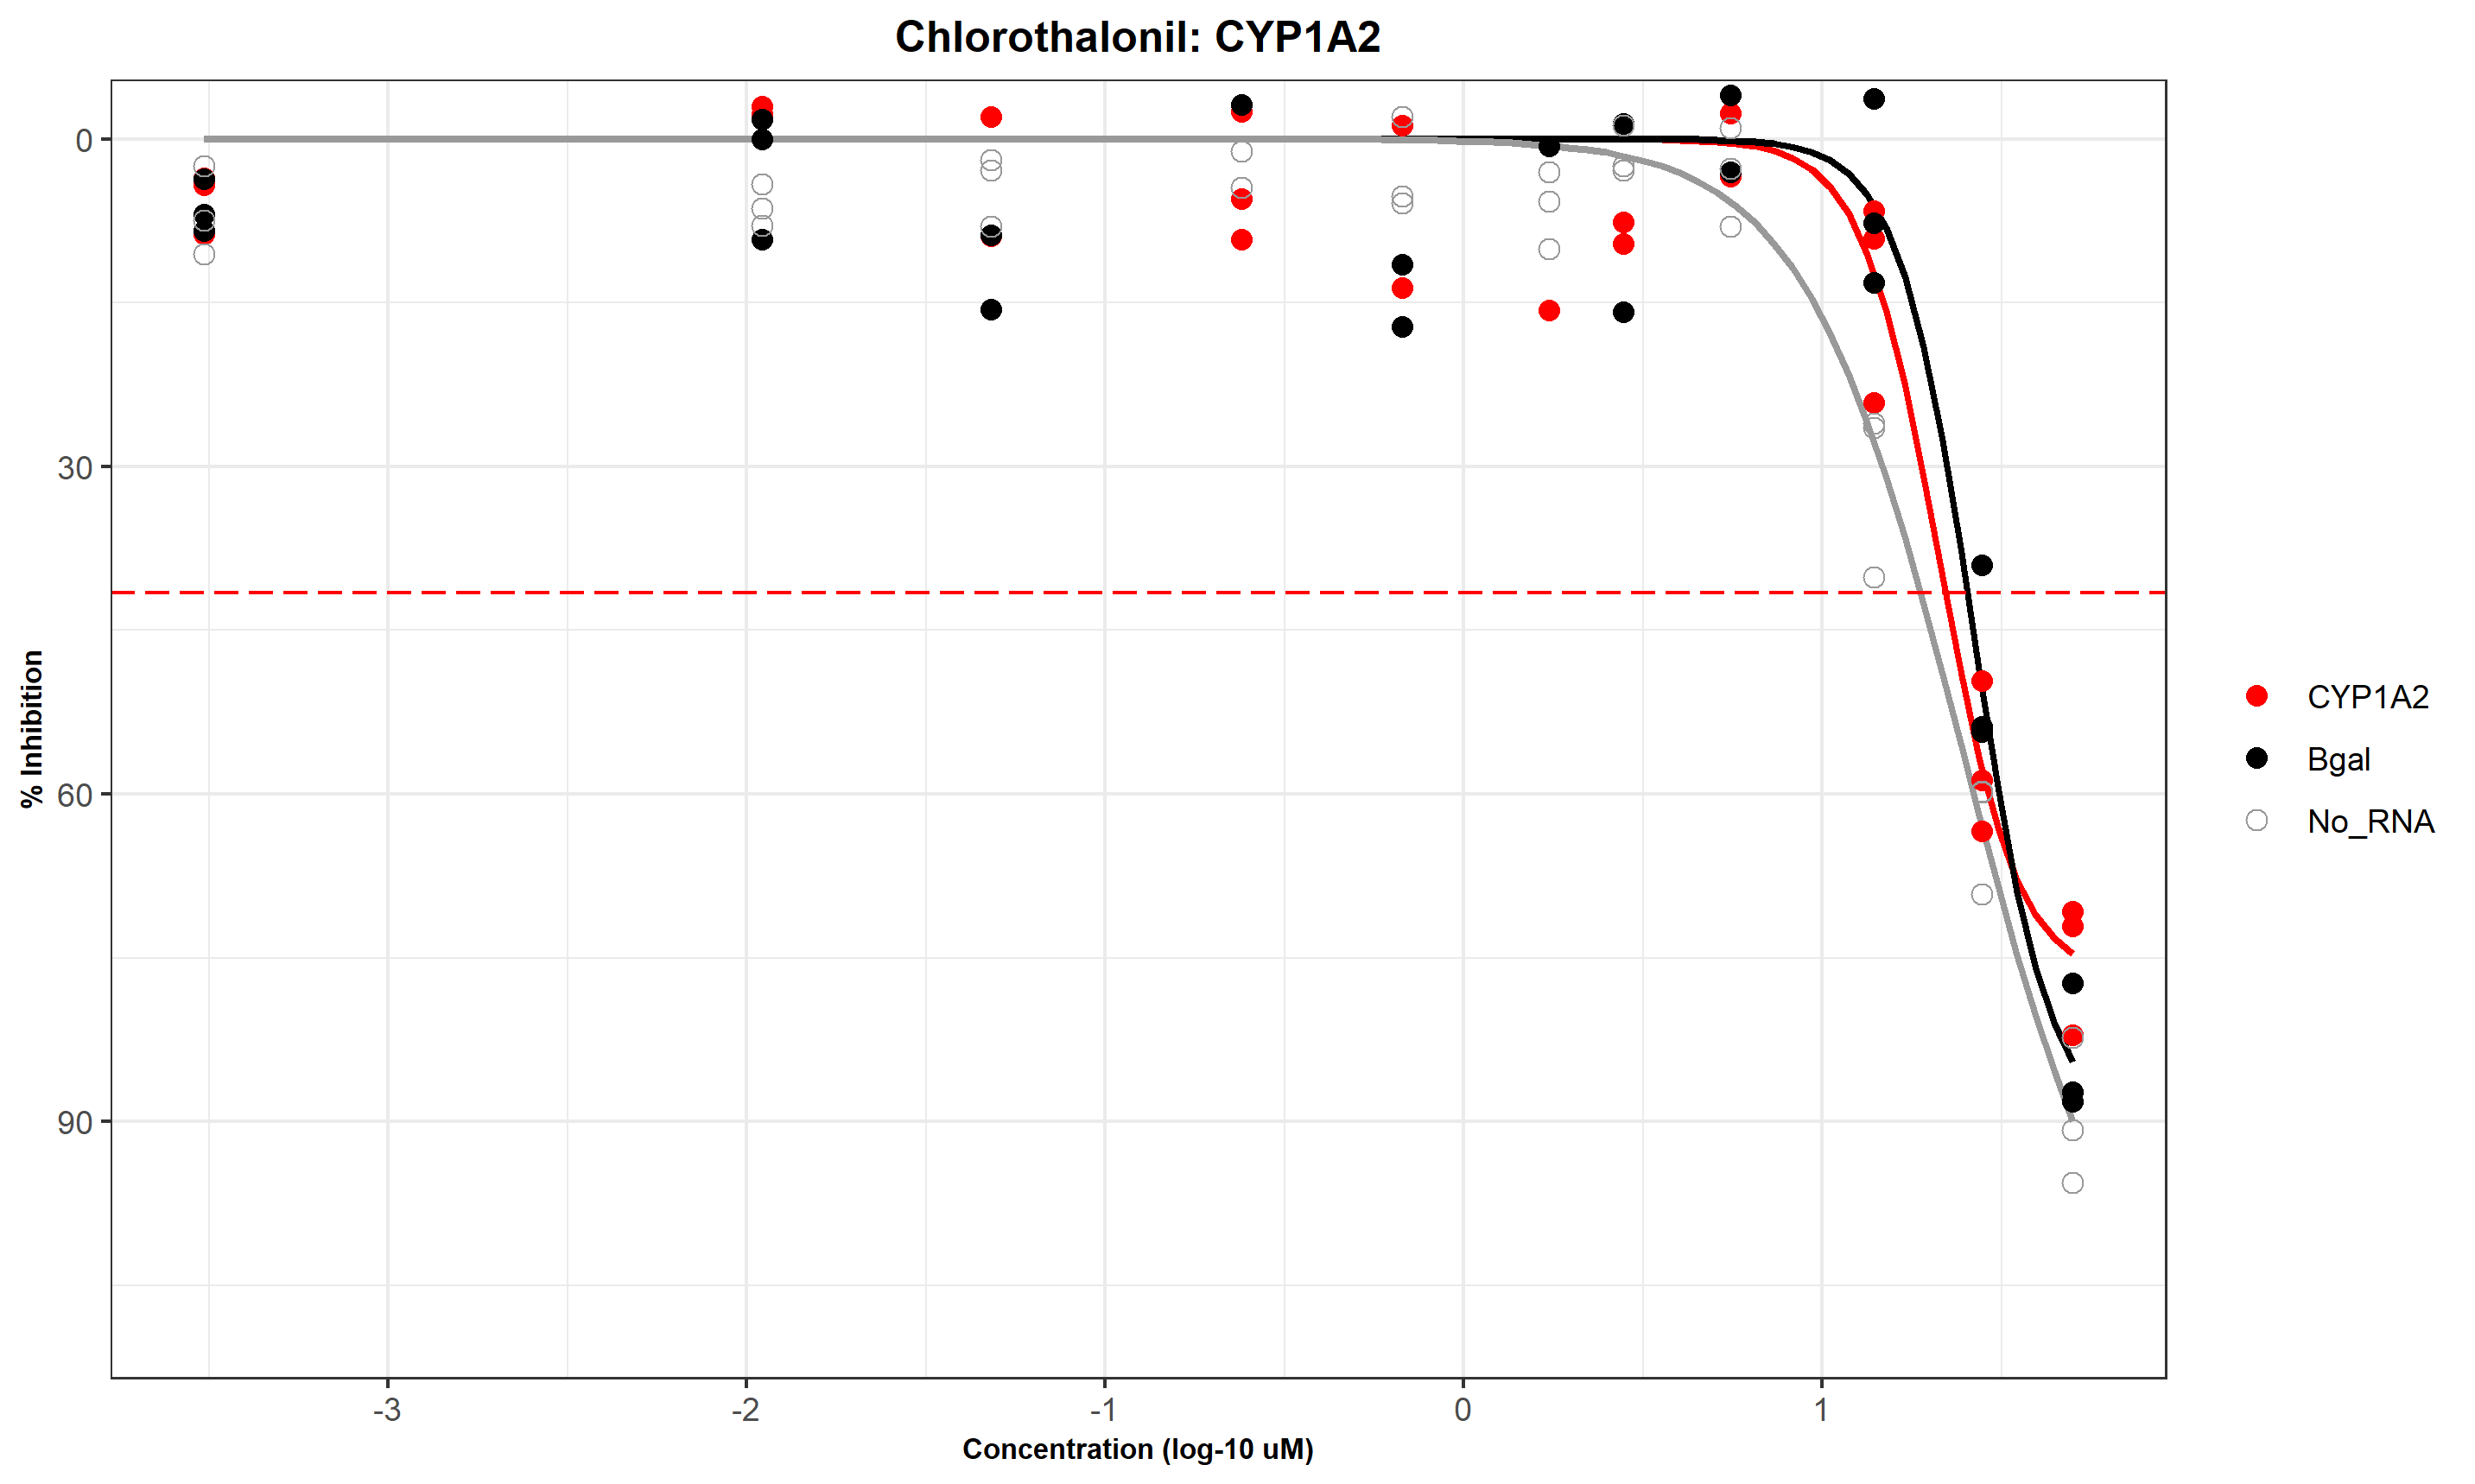 Chlorothalonil: CYP1A2
% Inhibition
0
30
60
90
-3
-2
-1
0
1
Concentration (log-10 uM)
CYP1A2
Bgal
No_RNA